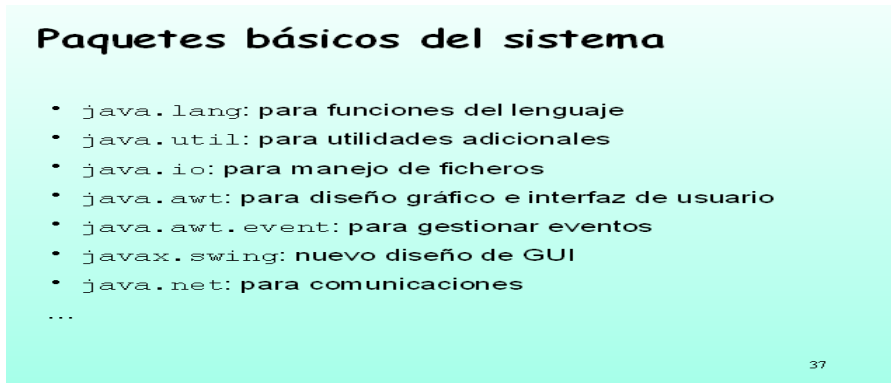 Paquetes básicos del sistema
• java.lang: para funciones del lenguaje
• java.util: para utilidades adicionales
• java.io: para manejo de ficheros
• java.awt: para diseño gráfico e interfaz de usuario
• java.awt.event: para gestionar eventos
• javax.swing: nuevo diseño de GUI
• java.net: para comunicaciones
...
37